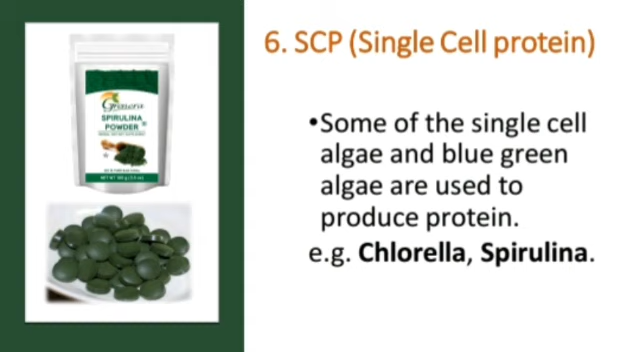 6. SCP (Single Cell protein)
•Some of the single cell
algae and blue green
algae are used to
produce protein.
e.g. Chlorella, Spirulina.
SPIRULINA
POWDER